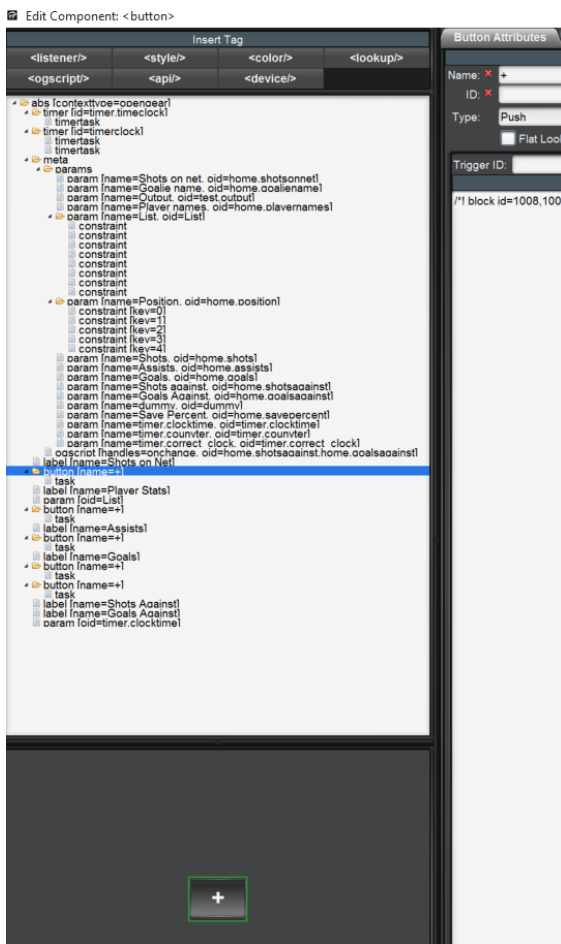 Edit Component: <button>
Insert Tag
<listener/> <style/> <color/> <lookup/>
<ogscript/> <api/> <device/>
abs [contexttype=opengear]
timer [id=timer.timeclock]
timertask
timer [id=timerclock]
timertask
timertask
meta
params
param [name=Shots on net, oid=home.shotsonnet]
param [name=Goalie name, oid=home.goaliename]
param [name=Output, oid=test.output]
param [name=Player names, oid=home.playernames]
param [name=List, oid=List]
constraint
constraint
constraint
constraint
constraint
constraint
constraint
param [name=Position, oid=home.position]
constraint [key=0]
constraint [key=1]
constraint [key=2]
constraint [key=3]
constraint [key=4]
param [name=Shots, oid=home.shots]
param [name=Assists, oid=home.assists]
param [name=Goals, oid=home.goals]
param [name=Shots against, oid=home.shotsagainst]
param [name=Goals Against, oid=home.goalsagainst]
param [name=dummy, oid=dummy]
param [name=Save Percent, oid=home.savepercent]
param [name=timer.clocktime, oid=timer.clocktime]
param [name=timer.counyter, oid=timer.counyter]
param [name=timer.correct_clock, oid=timer.correct_clock]
ogscript [handles=onchange, oid=home.shotsagainst,home.goalsagainst]
label [name=Shots on Net]
button [name=+]
task
label [name=Player Stats]
param [oid=List]
button [name=+]
task
label [name=Assists]
button [name=+]
task
label [name=Goals]
button [name=+]
task
button [name=+]
task
label [name=Shots Against]
label [name=Goals Against]
param [oid=timer.clocktime]
+
Button Attributes
Name: +
ID:
Type: Push
Flat Loo
Trigger ID:
/*! block id=1008,100